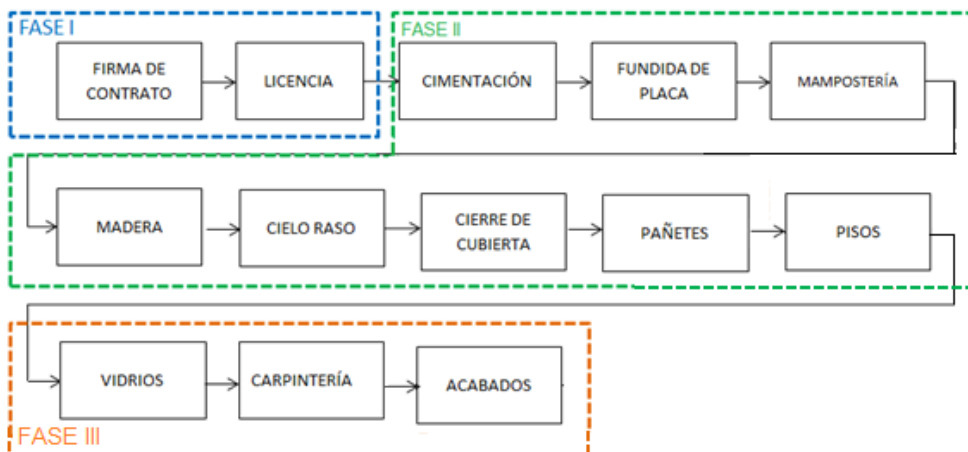 FASE I
FIRMA DE
CONTRATO
LICENCIA
FASE II
CIMENTACIÓN
FUNDIDA DE
PLACA
MAMPOSTERÍA
MADERA
CIELO RASO
CIERRE DE
CUBIERTA
PAÑETES
PISOS
VIDRIOS
CARPINTERÍA
ACABADOS
FASE III